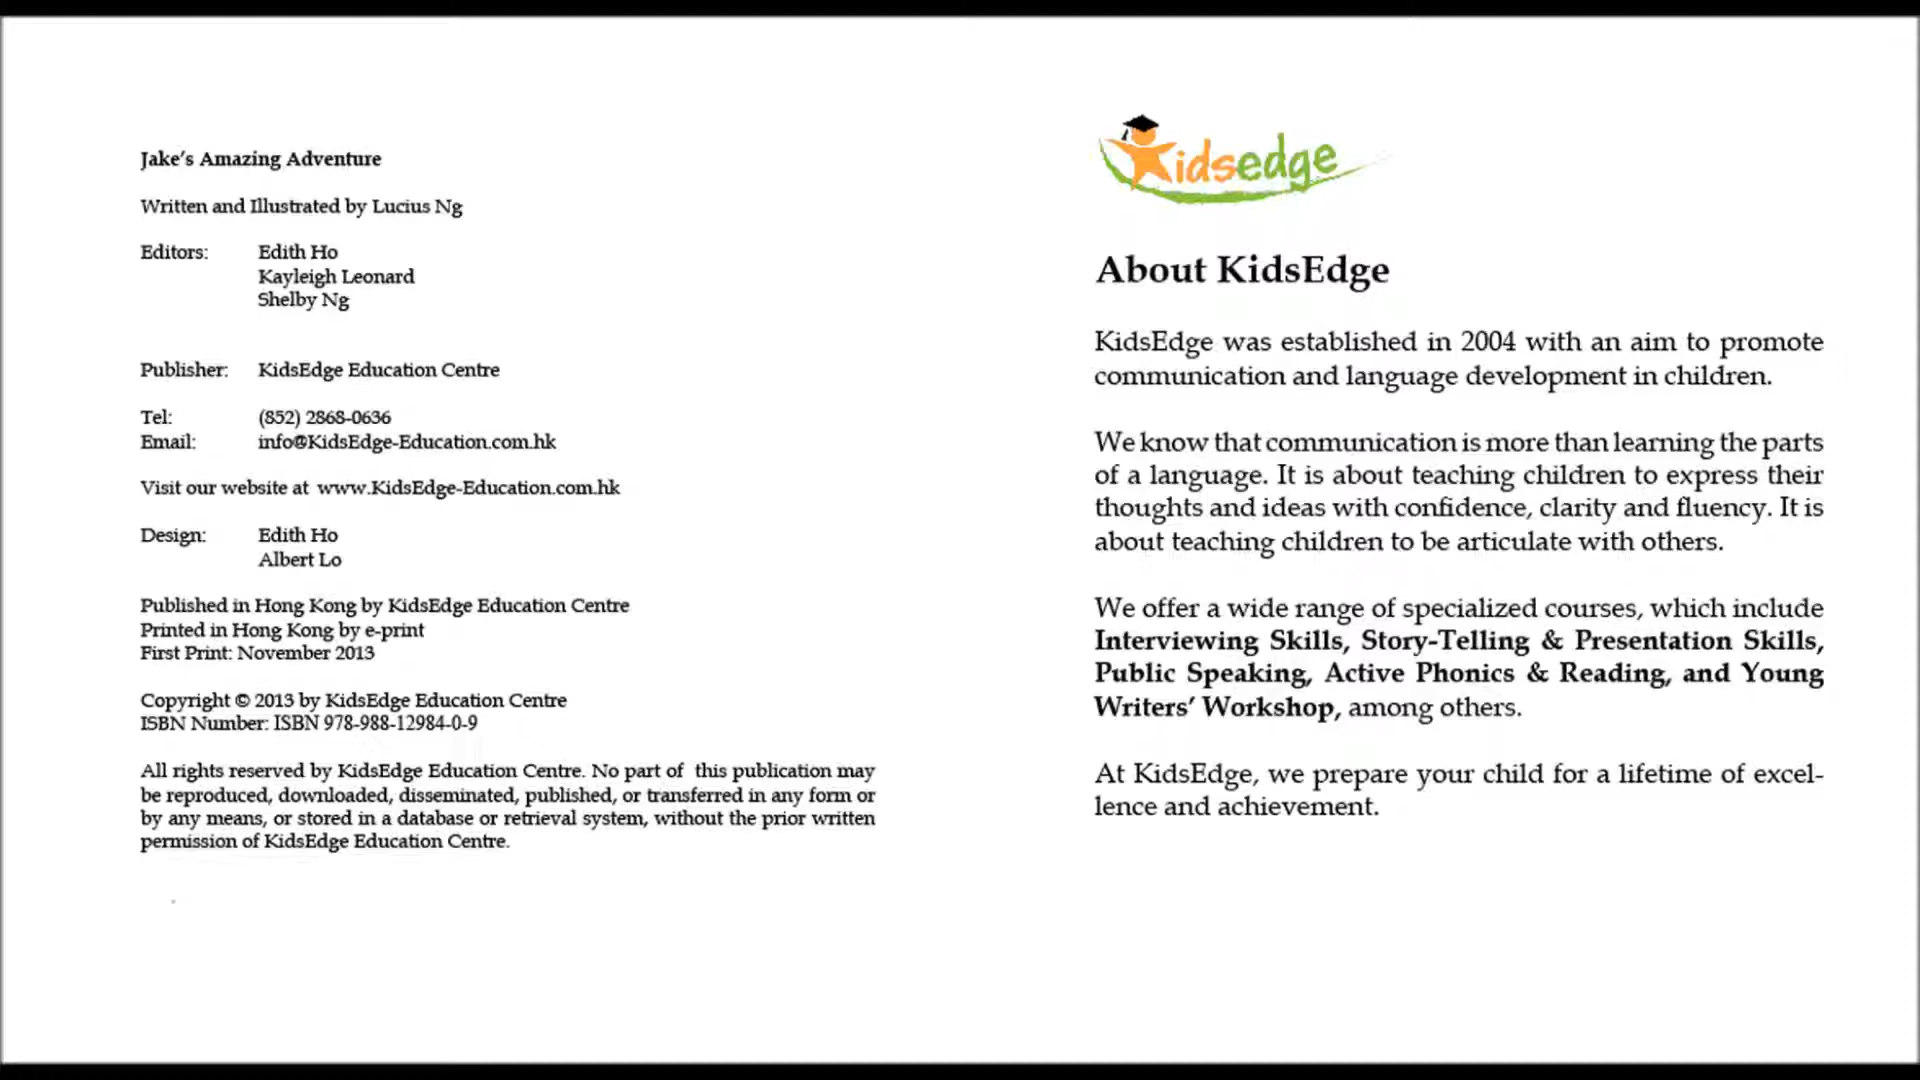 Jake's Amazing Adventure
Written and Illustrated by Lucius Ng
Editors: Edith Ho
Kayleigh Leonard
Shelby Ng
Publisher: KidsEdge Education Centre
Tel: (852) 2868-0636
Email: info@KidsEdge-Education.com.hk
Visit our website at www.KidsEdge-Education.com.hk
Design: Edith Ho
Albert Lo
Published in Hong Kong by KidsEdge Education Centre
Printed in Hong Kong by e-print
First Print: November 2013
Copyright © 2013 by KidsEdge Education Centre
ISBN Number: ISBN 978-988-12984-0-9
All rights reserved by KidsEdge Education Centre. No part of this publication may
be reproduced, downloaded, disseminated, published, or transferred in any form or
by any means, or stored in a database or retrieval system, without the prior written
permission of KidsEdge Education Centre.
Kidsedge
About KidsEdge
KidsEdge was established in 2004 with an aim to promote
communication and language development in children.
We know that communication is more than learning the parts
of a language. It is about teaching children to express their
thoughts and ideas with confidence, clarity and fluency. It is
about teaching children to be articulate with others.
We offer a wide range of specialized courses, which include
Interviewing Skills, Story-Telling & Presentation Skills,
Public Speaking, Active Phonics & Reading, and Young
Writers' Workshop, among others.
At KidsEdge, we prepare your child for a lifetime of excel-
lence and achievement.